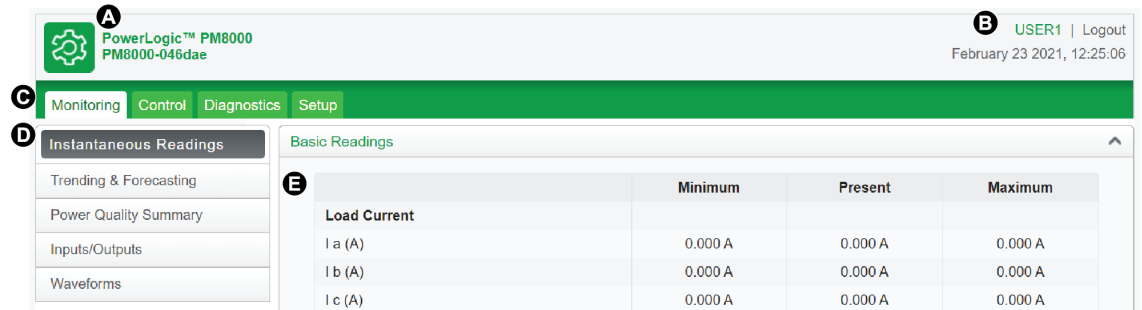 A
PowerLogic™ PM8000
PM8000-046dae
B USER1 | Logout
February 23 2021, 12:25:06
C Monitoring Control Diagnostics Setup
D Instantaneous Readings
Trending & Forecasting
Power Quality Summary
Inputs/Outputs
Waveforms
Basic Readings
E Minimum Present Maximum
Load Current
I a (A) 0.000 A 0.000 A 0.000 A
I b (A) 0.000 A 0.000 A 0.000 A
I c (A) 0.000 A 0.000 A 0.000 A